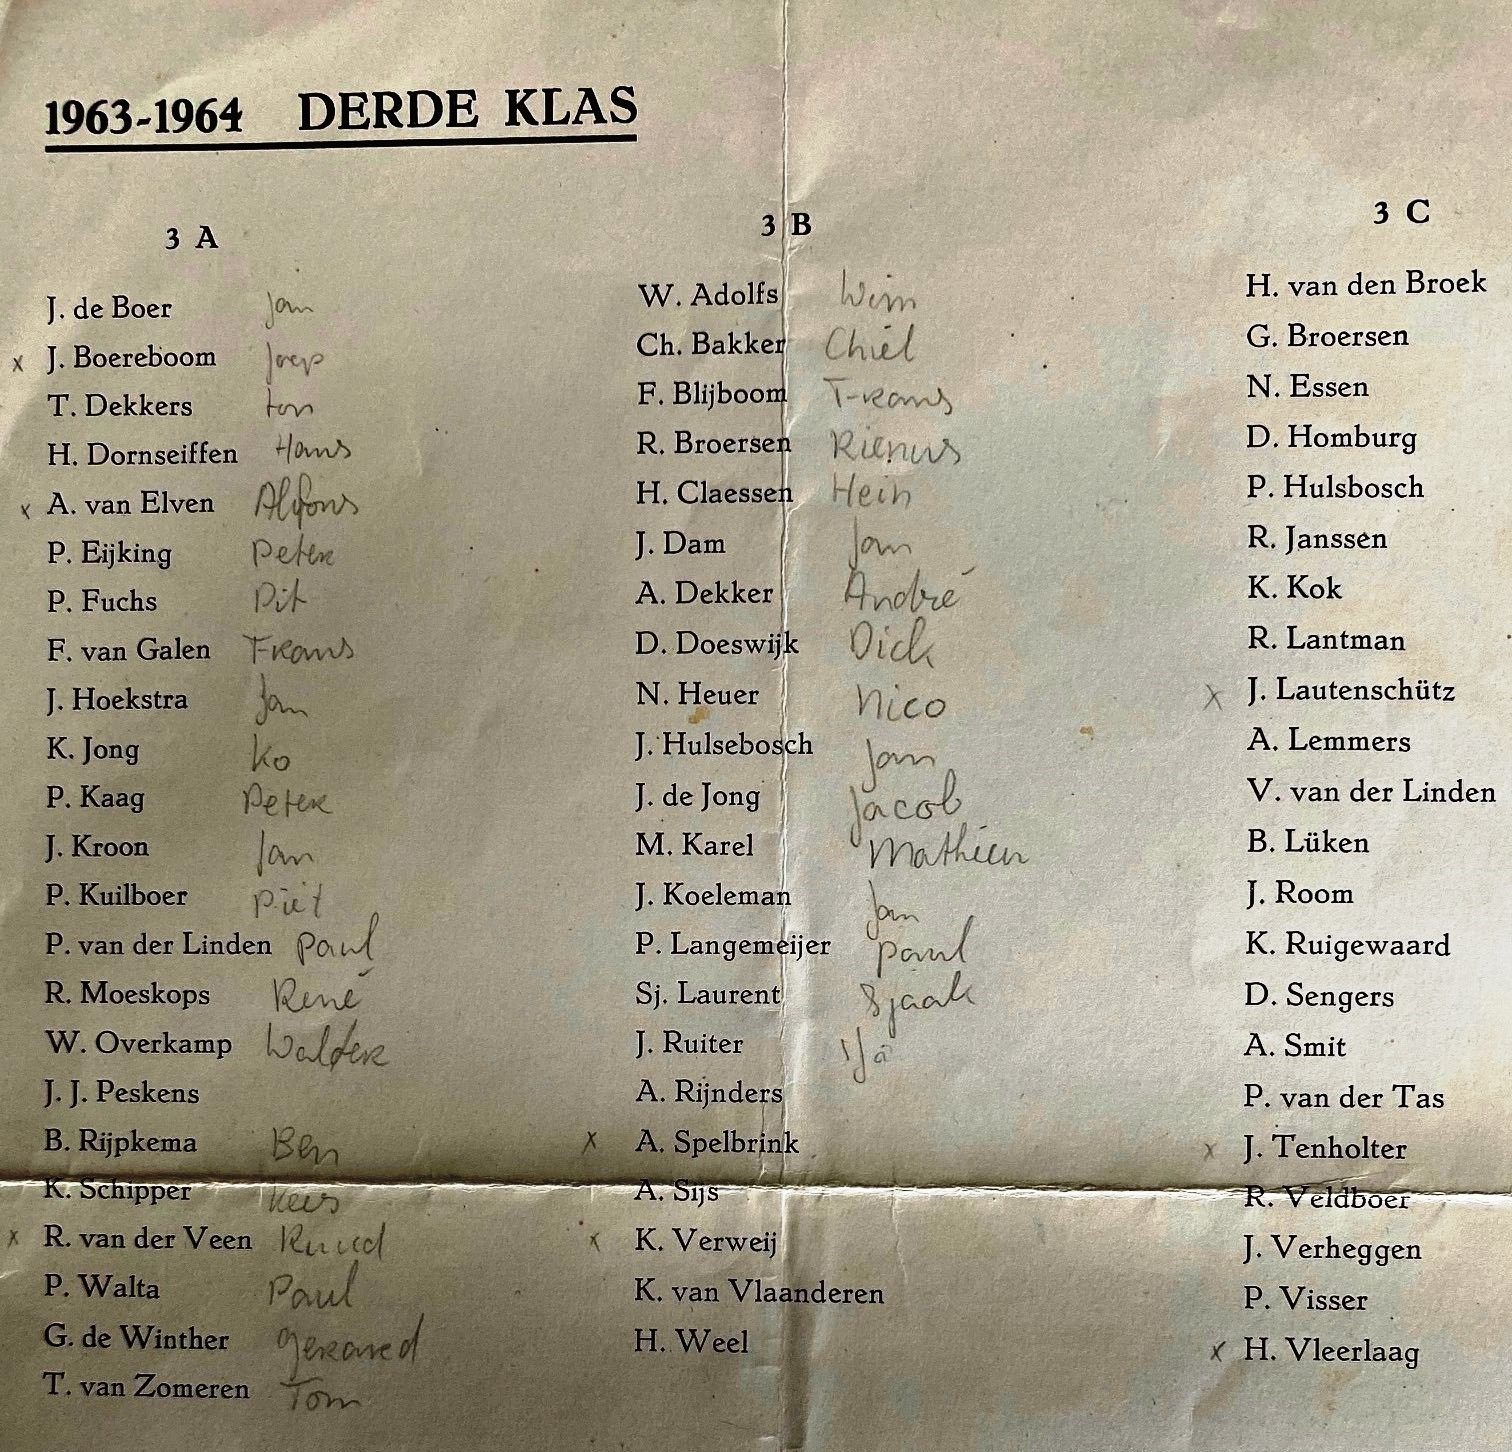 1963-1964 DERDE KLAS
3 A
J. de Boer Jan
x J. Boereboom Joep
T. Dekkers ton
H. Dornseiffen Hans
x A. van Elven Alfons
P. Eijking Peter
P. Fuchs Pit
F. van Galen Frans
J. Hoekstra Jan
K. Jong Ko
P. Kaag Peter
J. Kroon Jan
P. Kuilboer Piet
P. van der Linden Paul
R. Moeskops René
W. Overkamp Walter
J. J. Peskens
B. Rijpkema Ben
K. Schipper Kees
x R. van der Veen Ruud
P. Walta Paul
G. de Winther Gerard
T. van Zomeren Tom
3 B
W. Adolfs Wim
Ch. Bakker Chiel
F. Blijboom Frans
R. Broersen Rienus
H. Claessen Hein
J. Dam Jan
A. Dekker André
D. Doeswijk Dick
N. Heuer Nico
J. Hulsebosch Jan
J. de Jong Jacob
M. Karel Mathieu
J. Koeleman Jan
P. Langemeijer Paul
Sj. Laurent Sjaak
J. Ruiter
A. Rijnders
x A. Spelbrink
A. Sijs
x K. Verweij
K. van Vlaanderen
H. Weel
3 C
H. van den Broek
G. Broersen
N. Essen
D. Homburg
P. Hulsbosch
R. Janssen
K. Kok
R. Lantman
x J. Lautenschütz
A. Lemmers
V. van der Linden
B. Lüken
J. Room
K. Ruigewaard
D. Sengers
A. Smit
P. van der Tas
x J. Tenholter
R. Veldboer
J. Verheggen
P. Visser
x H. Vleerlaag